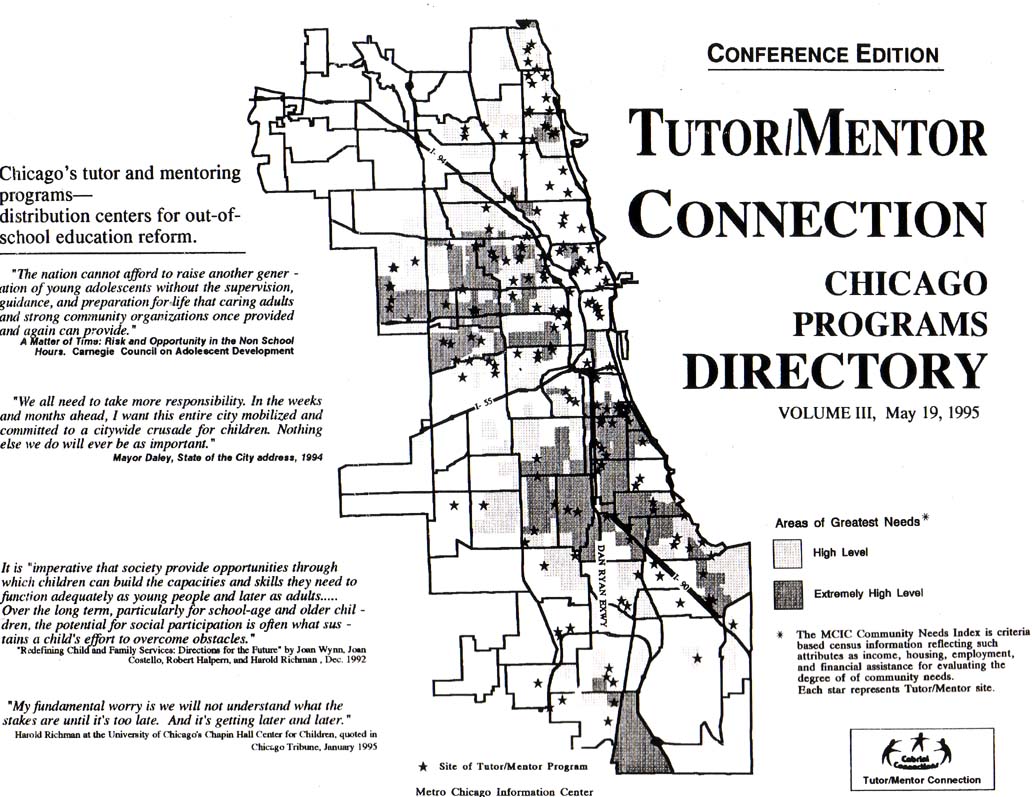 CONFERENCE EDITION
TUTOR/MENTOR
CONNECTION
CHICAGO
PROGRAMS
DIRECTORY
VOLUME III, May 19, 1995
Chicago's tutor and mentoring
programs—
distribution centers for out-of-
school education reform.
"The nation cannot afford to raise another gener -
ation of young adolescents without the supervision,
guidance, and preparation for life that caring adults
and strong community organizations once provided
and again can provide."
A Matter of Time: Risk and Opportunity in the Non School
Hours. Carnegie Council on Adolescent Development
"We all need to take more responsibility. In the weeks
and months ahead, I want this entire city mobilized and
committed to a citywide crusade for children. Nothing
else we do will ever be as important."
Mayor Daley, State of the City address, 1994
It is "imperative that society provide opportunities through
which children can build the capacities and skills they need to
function adequately as young people and later as adults.....
Over the long term, particularly for school-age and older chil -
dren, the potential for social participation is often what sus -
tains a child's effort to overcome obstacles."
"Redefining Child and Family Services: Directions for the Future" by Joan Wynn, Joan
Costello, Robert Halpern, and Harold Richman , Dec. 1992
"My fundamental worry is we will not understand what the
stakes are until it's too late. And it's getting later and later."
Harold Richman at the University of Chicago's Chapin Hall Center for Children, quoted in
Chicago Tribune, January 1995
I- 94
I- 55
DAN RYAN EXWY
I- 90
Areas of Greatest Needs*
High Level
Extremely High Level
* The MCIC Community Needs Index is criteria
based census information reflecting such
attributes as income, housing, employment,
and financial assistance for evaluating the
degree of of community needs.
Each star represents Tutor/Mentor site.
★ Site of Tutor/Mentor Program
Metro Chicago Information Center
Cabrini
Connections
Tutor/Mentor Connection